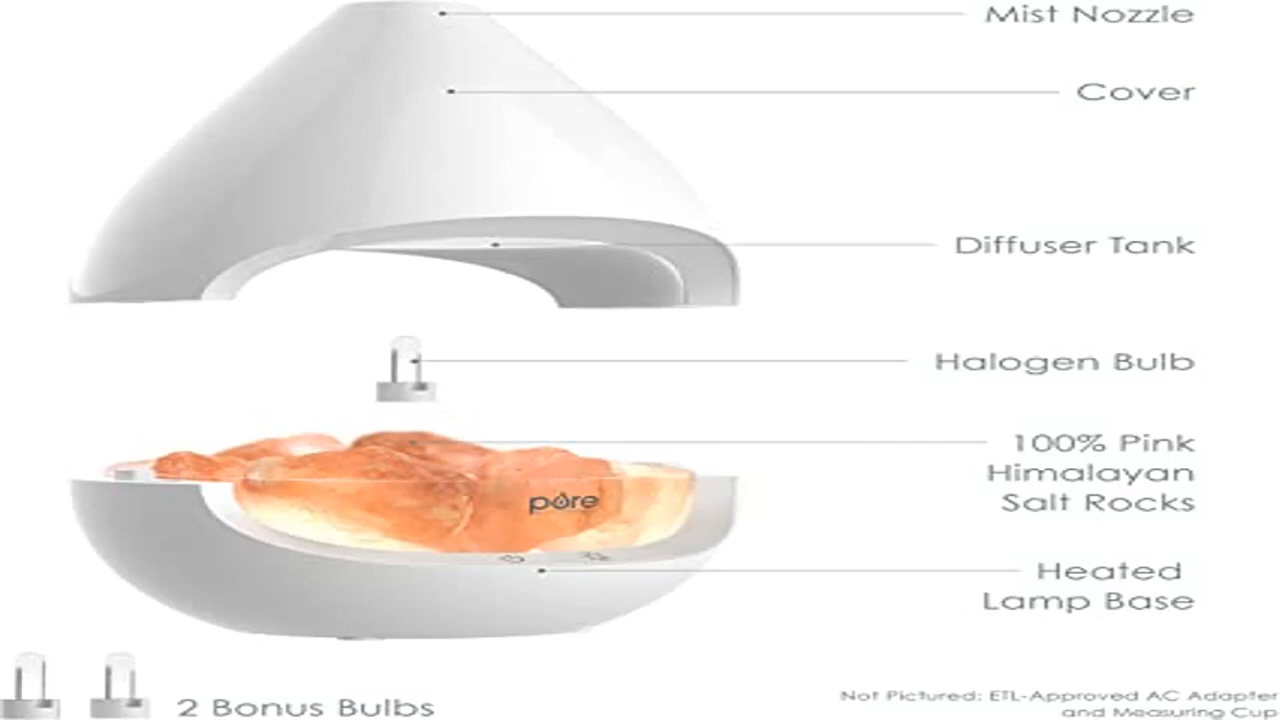 Mist Nozzle
Cover
Diffuser Tank
Halogen Bulb
100% Pink
Himalayan
Salt Rocks
pure
Heated
Lamp Base
2 Bonus Bulbs
Not Pictured: ETL-Approved AC Adapter
and Measuring Cup